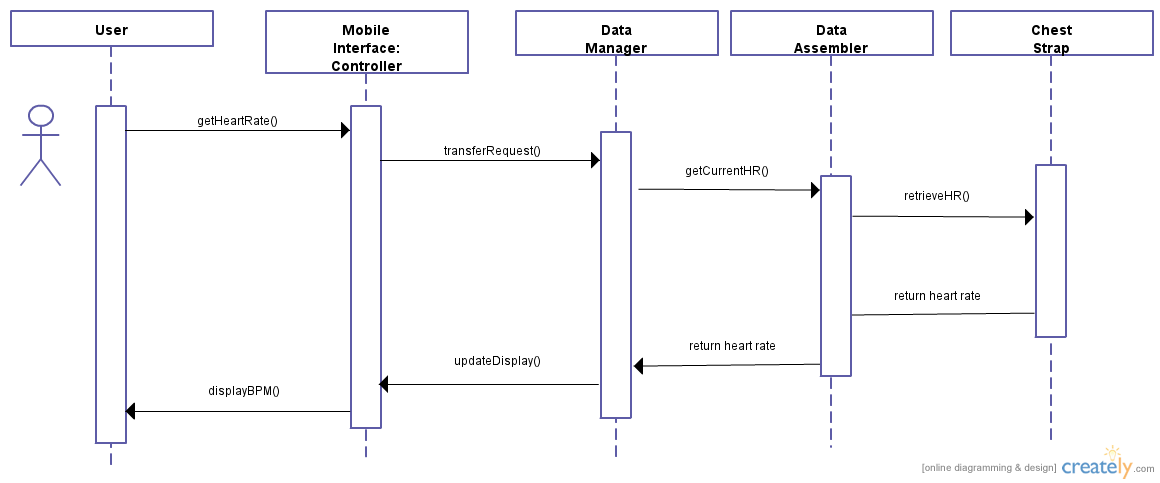 User
Mobile
Interface:
Controller
Data
Manager
Data
Assembler
Chest
Strap
getHeartRate()
transferRequest()
getCurrentHR()
retrieveHR()
return heart rate
return heart rate
updateDisplay()
displayBPM()
[online diagramming & design] creately.com